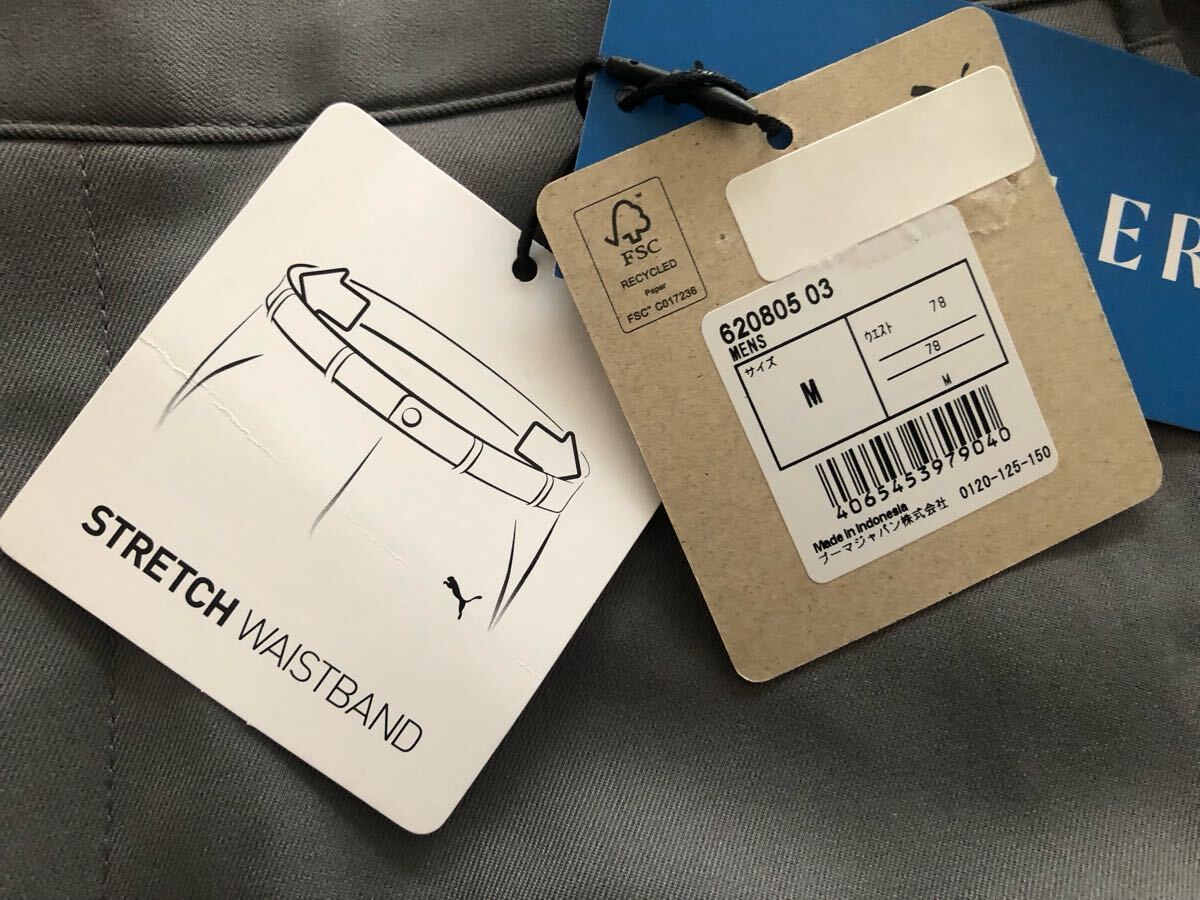 STRETCH WAISTBAND
FSC
RECYCLED
Paper
FSC™ C017236
620805 03
MENS
サイズ
M
ウエスト
78
78
M
4065453979040
Made in Indonesia
プーマジャパン株式会社 0120-125-150
ER